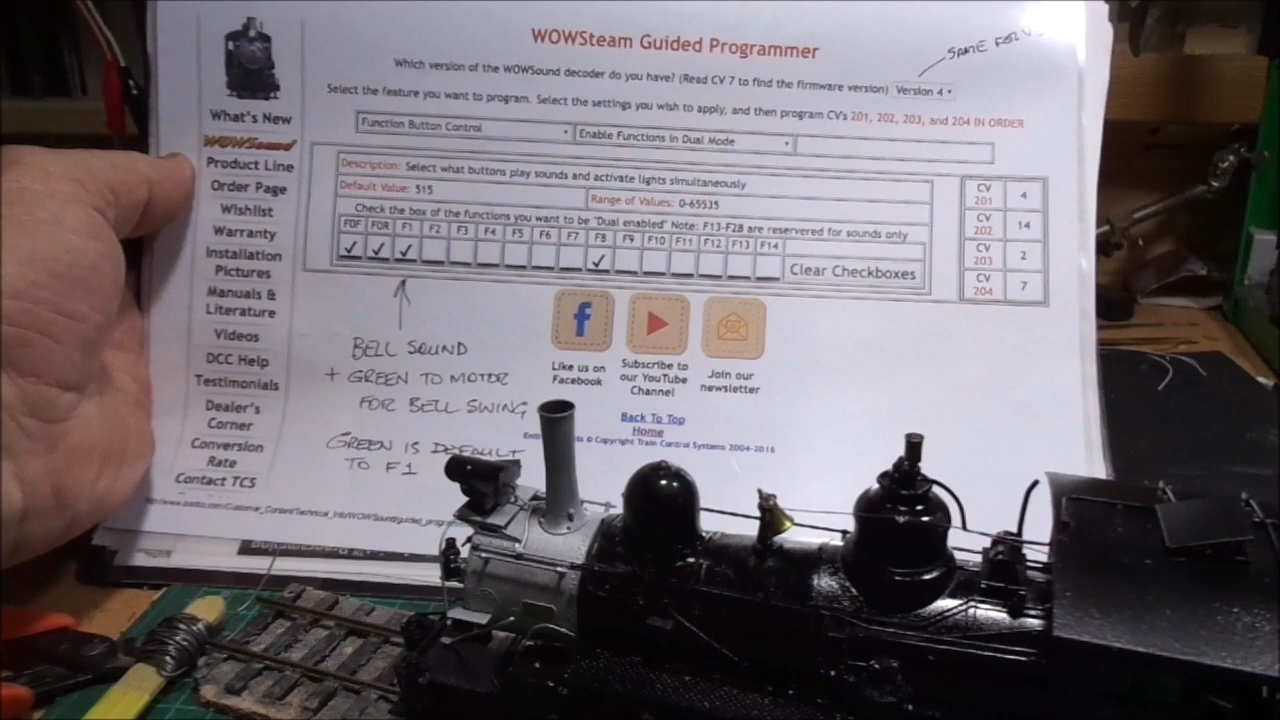 WOWSteam Guided Programmer
SAME FOR
Which version of the WOWSound decoder do you have? (Read CV 7 to find the firmware version) Version 4
Select the feature you want to program. Select the settings you wish to apply, and then program CV's 201, 202, 203, and 204 IN ORDER
Function Button Control
Enable Functions in Dual Mode
Description: Select what buttons play sounds and activate lights simultaneously
Default Value: 515
Range of Values: 0-65535
Check the box of the functions you want to be "Dual enabled" Note: F13-F28 are reservered for sounds only
F0F F0R F1 F2 F3 F4 F5 F6 F7 F8 F9 F10 F11 F12 F13 F14
✓ ✓ ✓ ✓
Clear Checkboxes
CV 201 4
CV 202 14
CV 203 2
CV 204 7
What's New
WOWSound
Product Line
Order Page
Wishlist
Warranty
Installation
Pictures
Manuals &
Literature
Videos
DCC Help
Testimonials
Dealer's
Corner
Conversion
Rate
Contact TCS
BELL SOUND
+ GREEN TO MOTOR
FOR BELL SWING
GREEN IS DEFAULT
TO F1
f
Like us on
Facebook
Subscribe to
our YouTube
Channel
Join our
newsletter
Back To Top
Home
© Copyright Train Control Systems 2004-2016